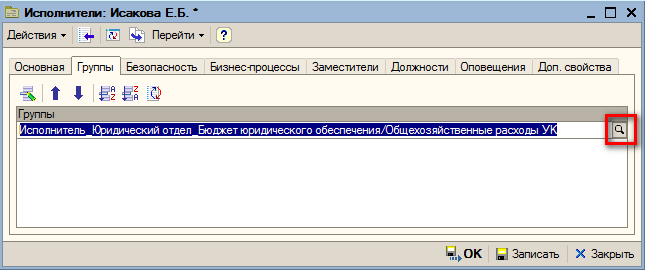 Исполнители: Исакова Е.Б. *
Действия Перейти ?
Основная Группы Безопасность Бизнес-процессы Заместители Должности Оповещения Доп. свойства
Группы
Исполнитель_Юридический отдел_Бюджет юридического обеспечения/Общехозяйственные расходы УК
OK Записать Закрыть